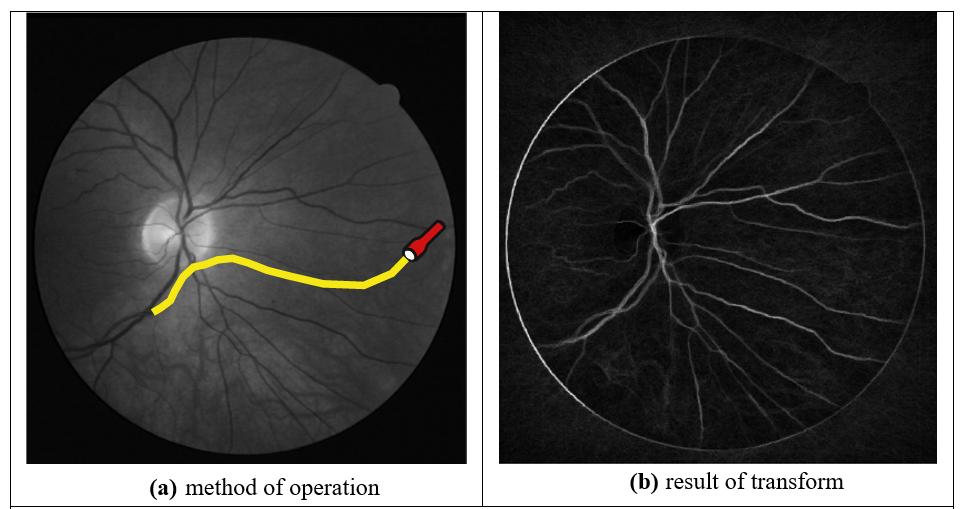 (a) method of operation
(b) result of transform